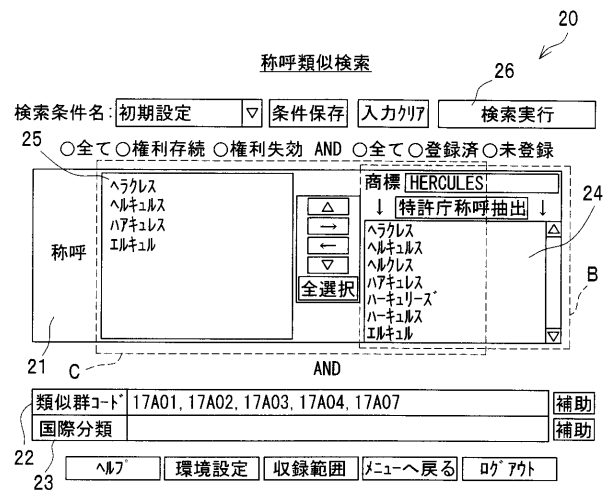 20
称呼類似検索
26
検索条件名: 初期設定 ▽ 条件保存 入力クリア 検索実行
○全て ○権利存続 ○権利失効 AND ○全て ○登録済 ○未登録
25
商標 HERCULES
↓ 特許庁称呼抽出 ↓
24
称呼
ヘラクレス
ヘルキュルス
ハアキュレス
エルキュル
△
→
←
▽
全選択
ヘラクレス
ヘルキュルス
ヘルクレス
ハアキュレス
ハーキュリーズ
ハーキュルス
エルキュル
△
▽
B
21
C
AND
類似群コード 17A01, 17A02, 17A03, 17A04, 17A07 補助
国際分類 補助
22
23
ヘルプ 環境設定 収録範囲 メニューへ戻る ログアウト